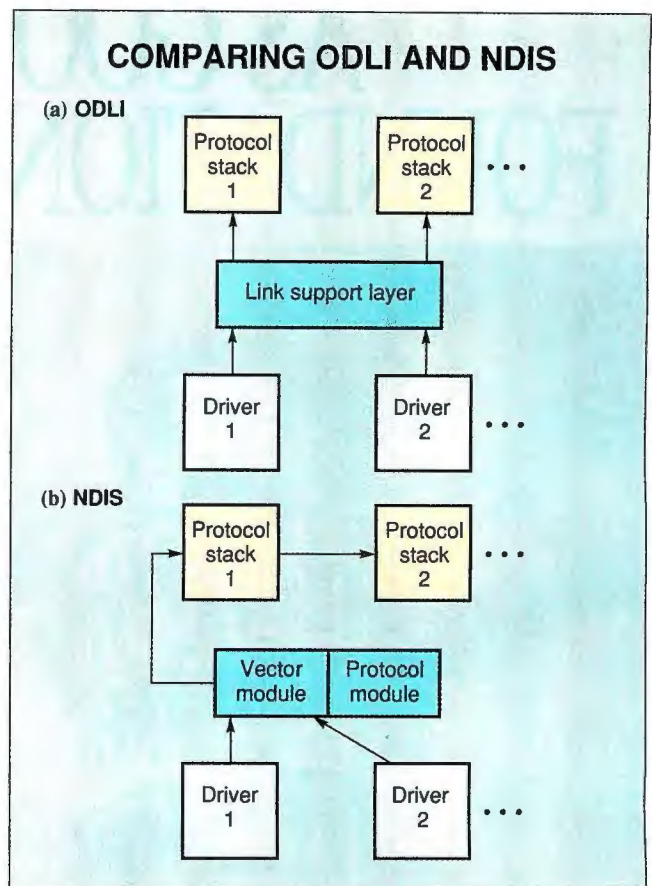 COMPARING ODLI AND NDIS
(a) ODLI
Protocol
stack
1
Protocol
stack
2
• • •
Link support layer
Driver
1
Driver
2
• • •
(b) NDIS
Protocol
stack
1
Protocol
stack
2
• • •
Vector
module
Protocol
module
Driver
1
Driver
2
• • •